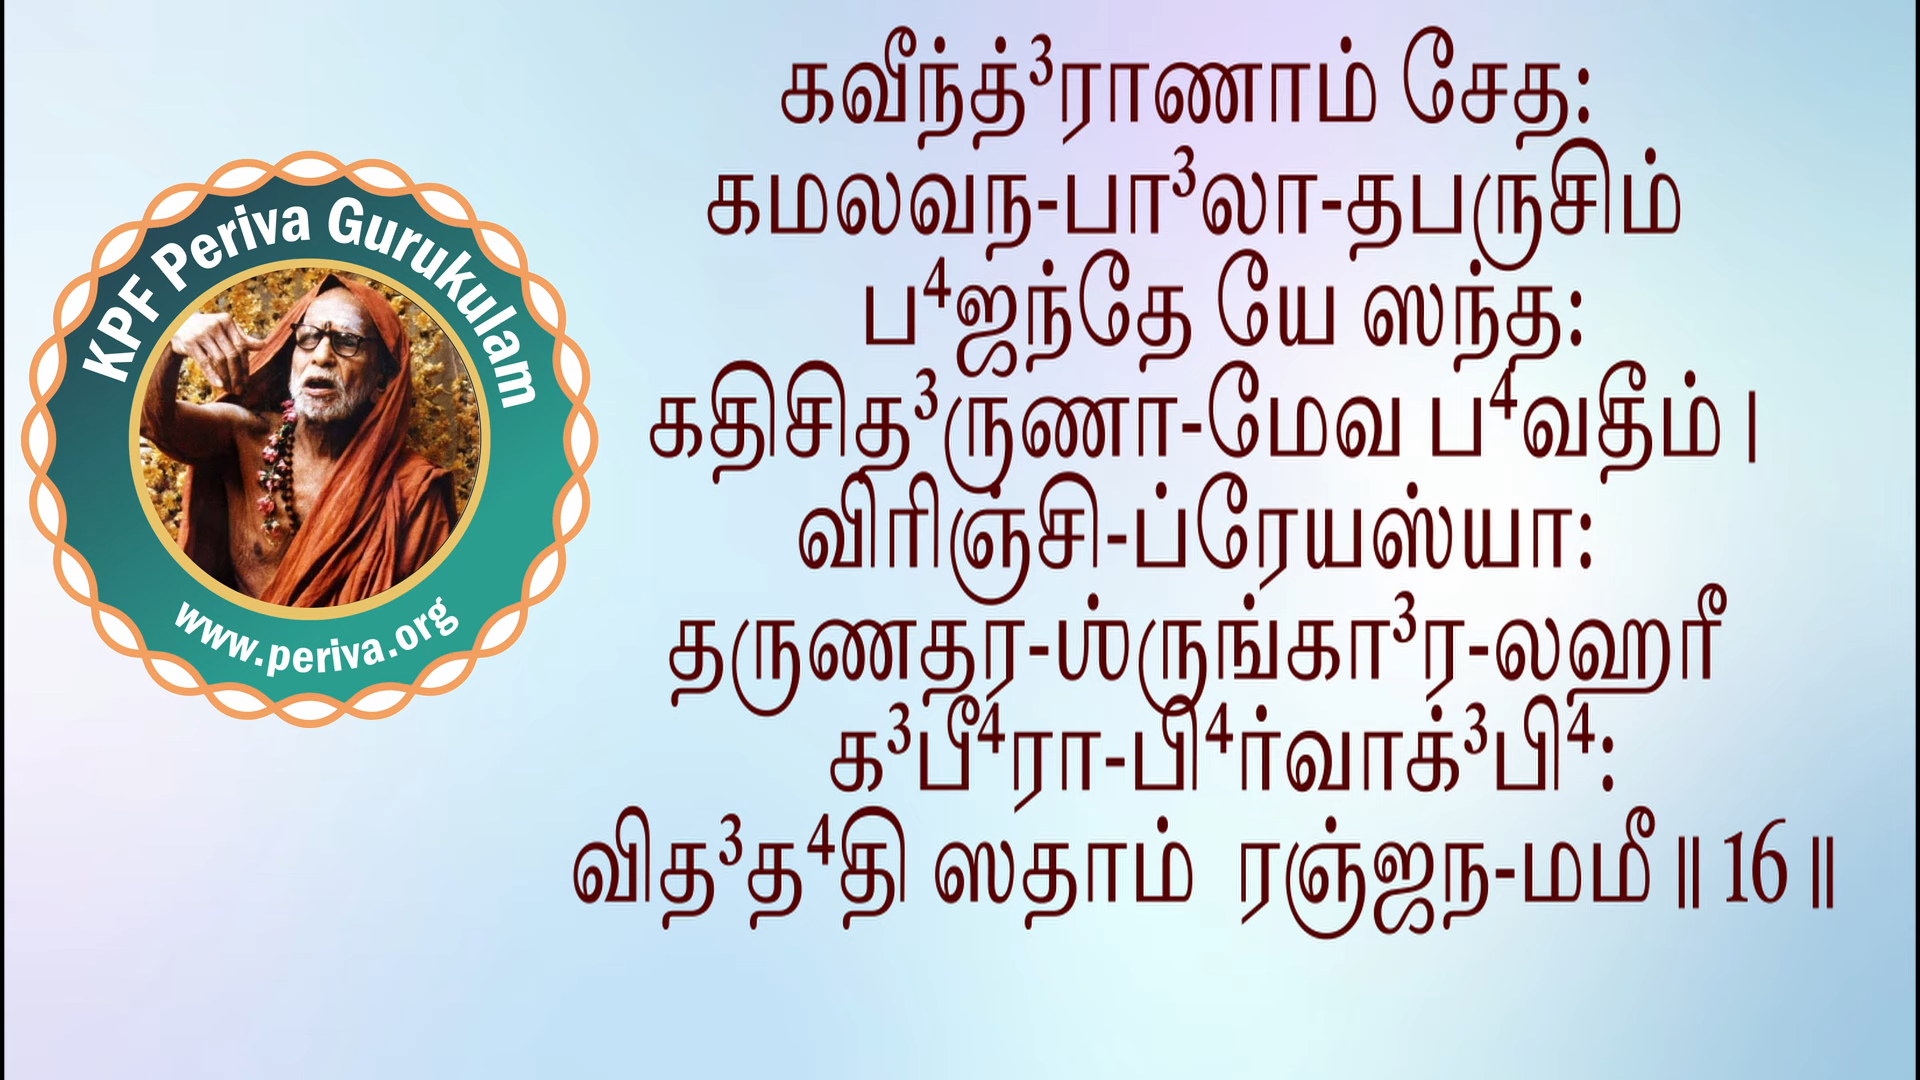 KPF Periva Gurukulam
www.periva.org
கவீந்த்³ராணாம் சேத:
கமலவந-பா³லா-தபருசிம்
ப⁴ஜந்தே யே ஸந்த:
கதிசித³ருணா-மேவ ப⁴வதீம் |
விரிஞ்சி-ப்ரேயஸ்யா:
தருணதர-ஶ்ருங்கா³ர-லஹரீ
க³பீ⁴ரா-பி⁴ர்வாக்³பி⁴:
வித³த⁴தி ஸதாம் ரஞ்ஜந-மமீ || 16 ||